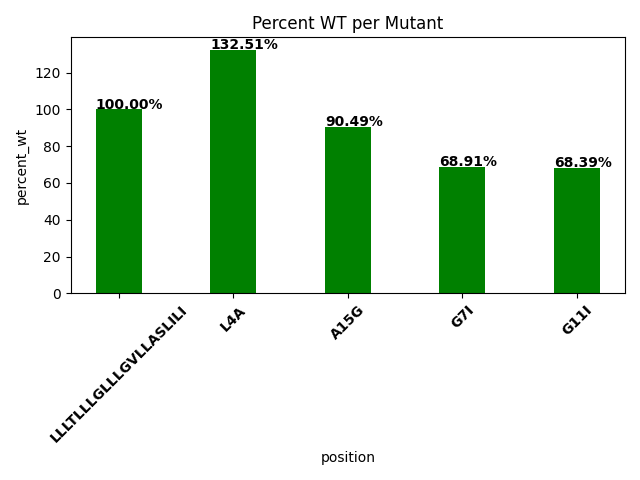 Percent WT per Mutant
132.51%
100.00%
90.49%
68.91%
68.39%
percent_wt
120
100
80
60
40
20
0
LLLTLLLGLLLGVLLASLILI
L4A
A15G
G7I
G11I
position